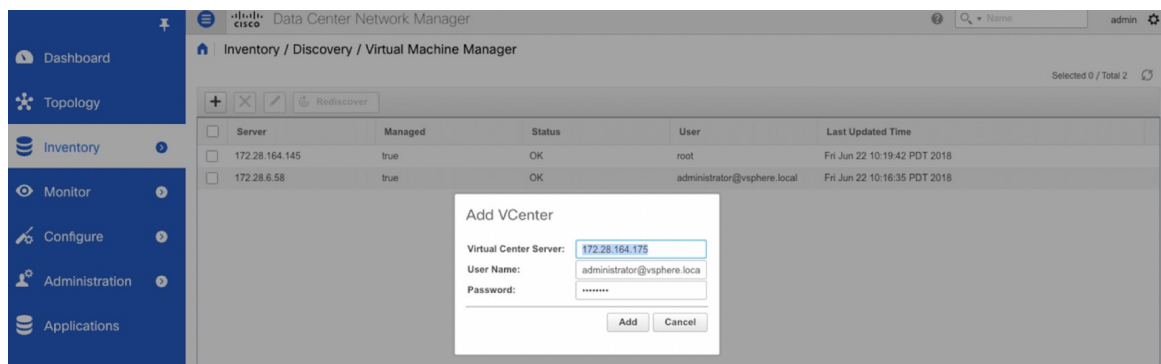 cisco Data Center Network Manager
Name
admin
Inventory / Discovery / Virtual Machine Manager
Selected 0 / Total 2
Dashboard
Topology
Inventory
Monitor
Configure
Administration
Applications
Rediscover
Server Managed Status User Last Updated Time
172.28.164.145 true OK root Fri Jun 22 10:19:42 PDT 2018
172.28.6.58 true OK administrator@vsphere.local Fri Jun 22 10:16:35 PDT 2018
Add VCenter
Virtual Center Server: 172.28.164.175
User Name: administrator@vsphere.loca
Password: ••••••••
Add Cancel